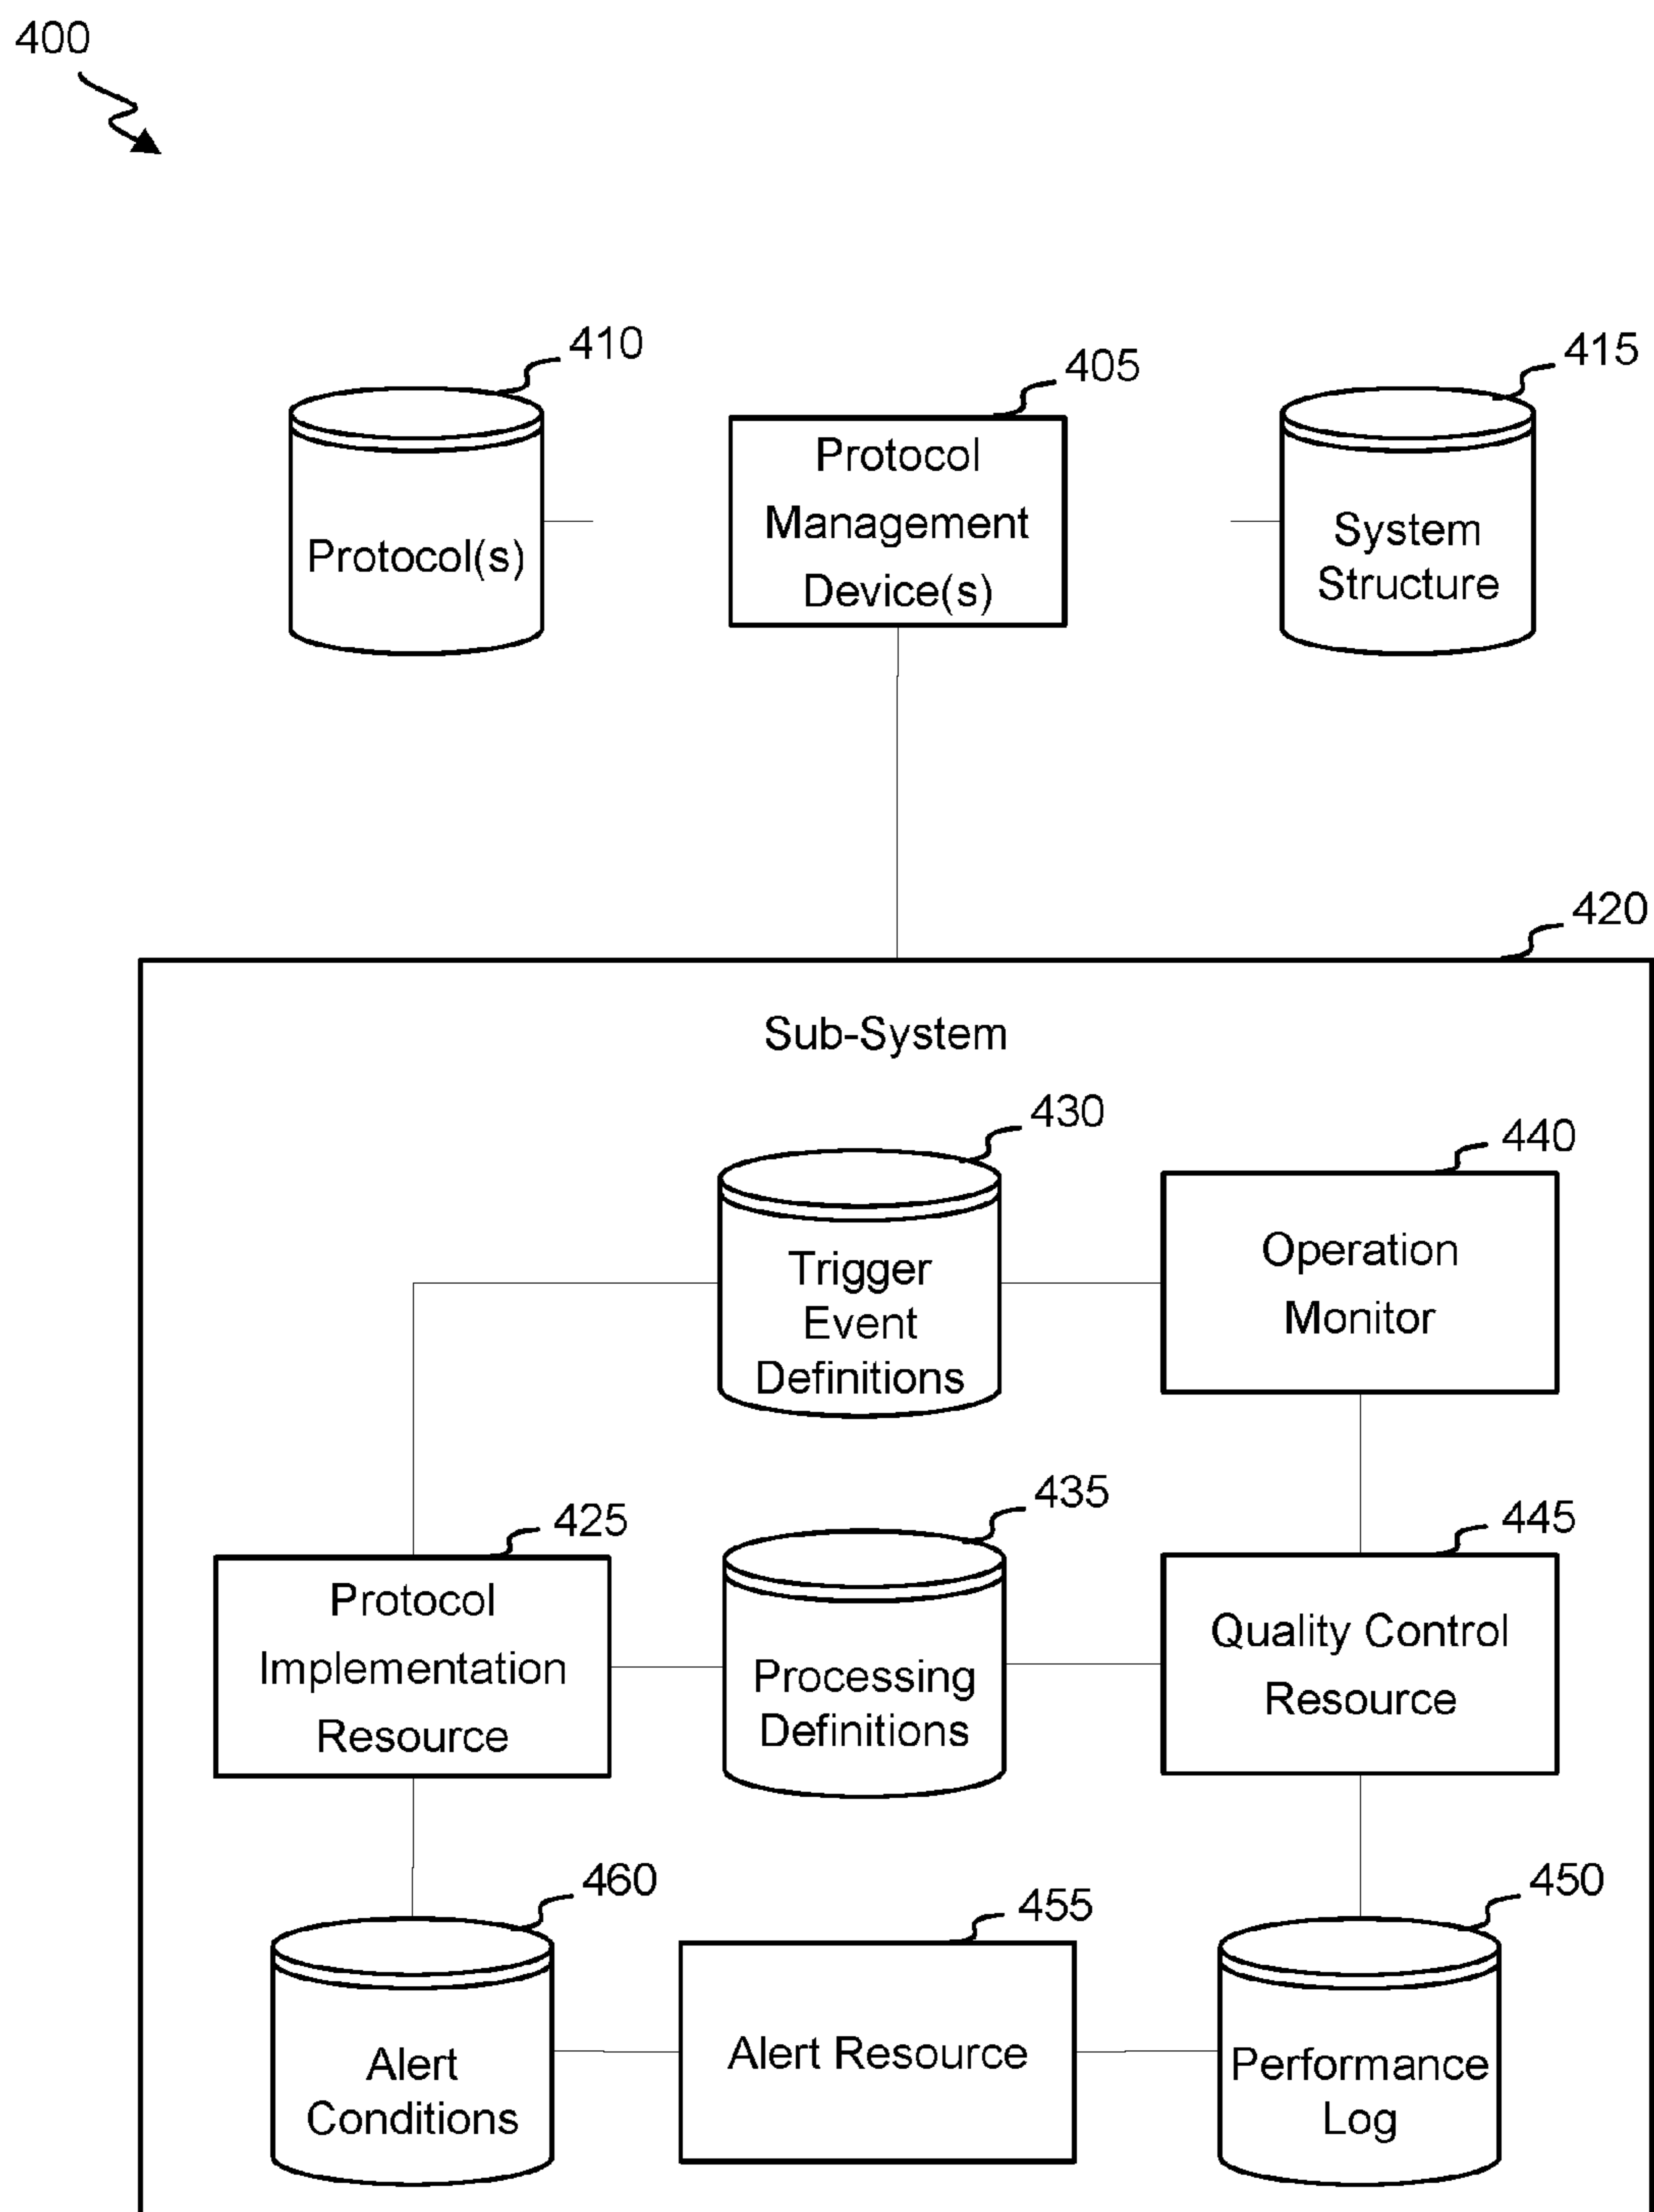 400
410
405
415
Protocol(s)
Protocol
Management
Device(s)
System
Structure
420
Sub-System
430
440
Trigger
Event
Definitions
Operation
Monitor
425
435
445
Protocol
Implementation
Resource
Processing
Definitions
Quality Control
Resource
460
455
450
Alert
Conditions
Alert Resource
Performance
Log